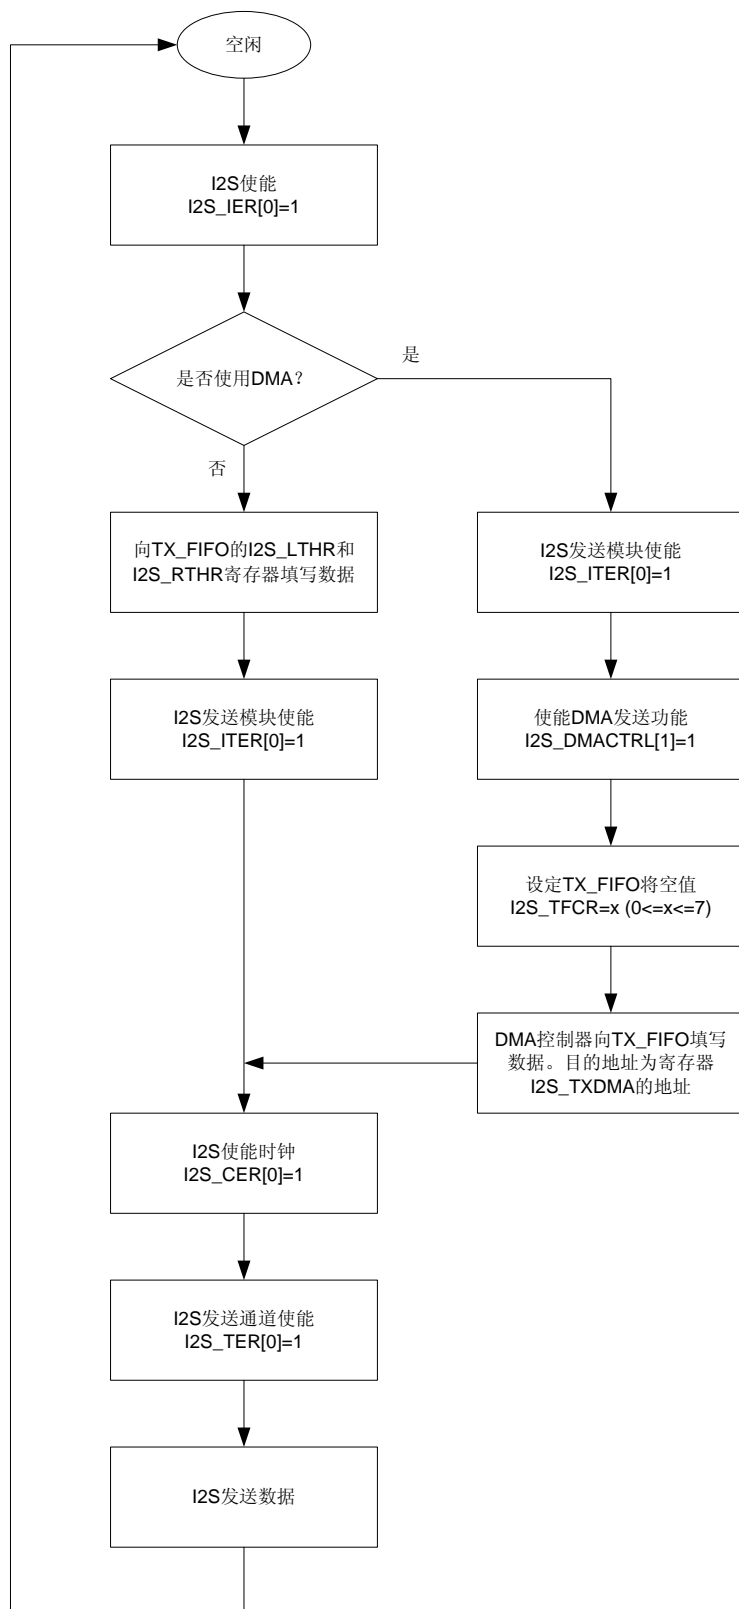 空闲
I2S使能
I2S_IER[0]=1
是否使用DMA？
是
否
向TX_FIFO的I2S_LTHR和
I2S_RTHR寄存器填写数据
I2S发送模块使能
I2S_ITER[0]=1
I2S发送模块使能
I2S_ITER[0]=1
使能DMA发送功能
I2S_DMACTRL[1]=1
设定TX_FIFO将空值
I2S_TFCR=x (0<=x<=7)
DMA控制器向TX_FIFO填写
数据。目的地址为寄存器
I2S_TXDMA的地址
I2S使能时钟
I2S_CER[0]=1
I2S发送通道使能
I2S_TER[0]=1
I2S发送数据